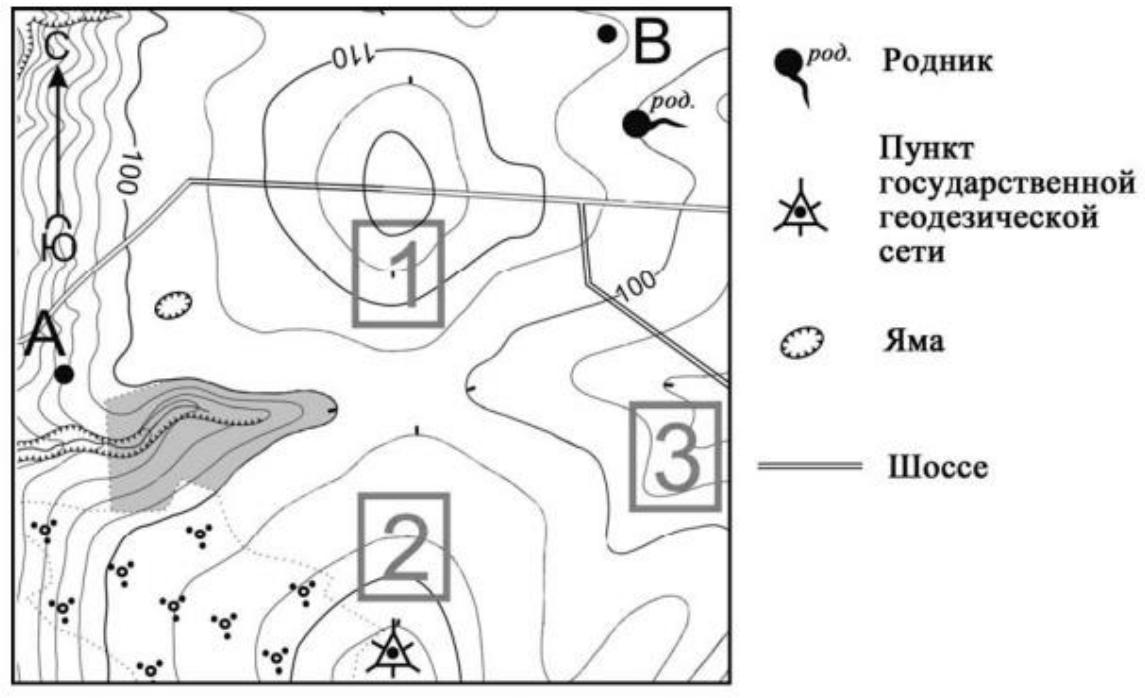 С
Ю
110
100
А
В
род.
100
1
2
3
род.
Родник
Пункт
государственной
геодезической
сети
Яма
Шоссе